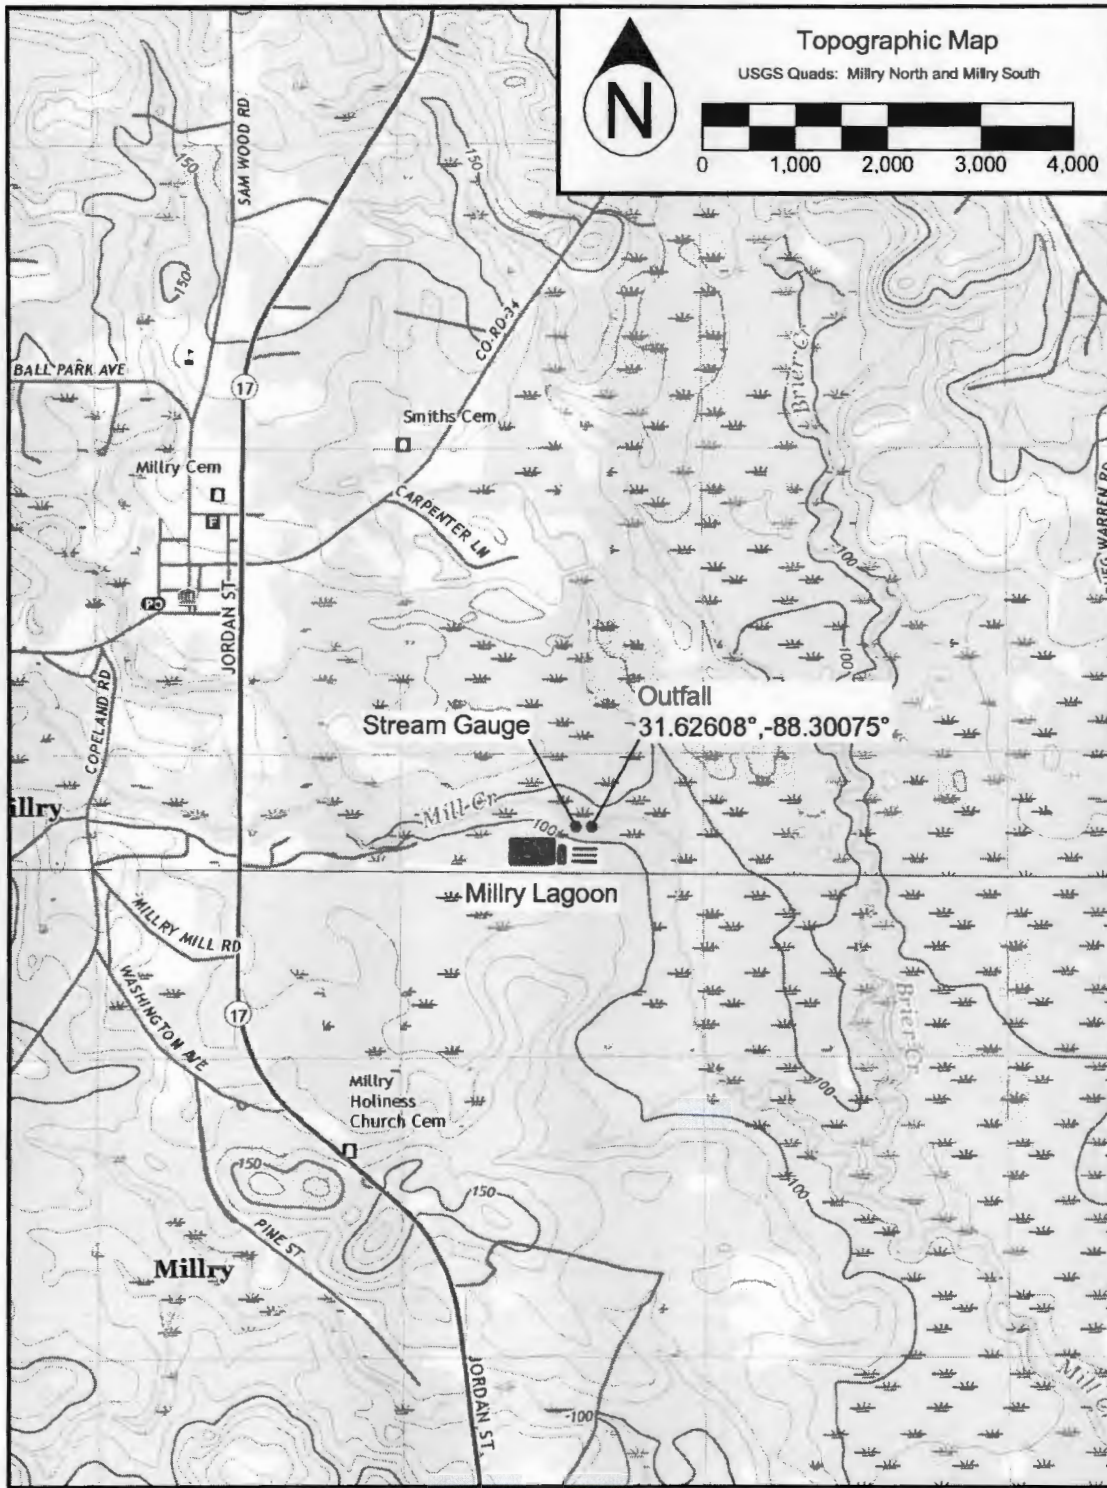 Topographic Map
USGS Quads: Millry North and Millry South
N
0 1,000 2,000 3,000 4,000
150
SAM WOOD RD
150
150
CO-RD-34
BALL PARK AVE
17
Brier Cr
Smiths Cem
Millry Cem
F
CARPENTER LN
WARREN RD
100
PO
JORDAN ST
100
COPELAND RD
Outfall
Stream Gauge
31.62608°,-88.30075°
illry
Mill Cr
100
Millry Lagoon
MILLRY MILL RD
WASHINGTON AVE
17
Brier Cr
100
Millry
Holiness
Church Cem
150
150
100
PINE ST
Millry
JORDAN ST
100
Mill